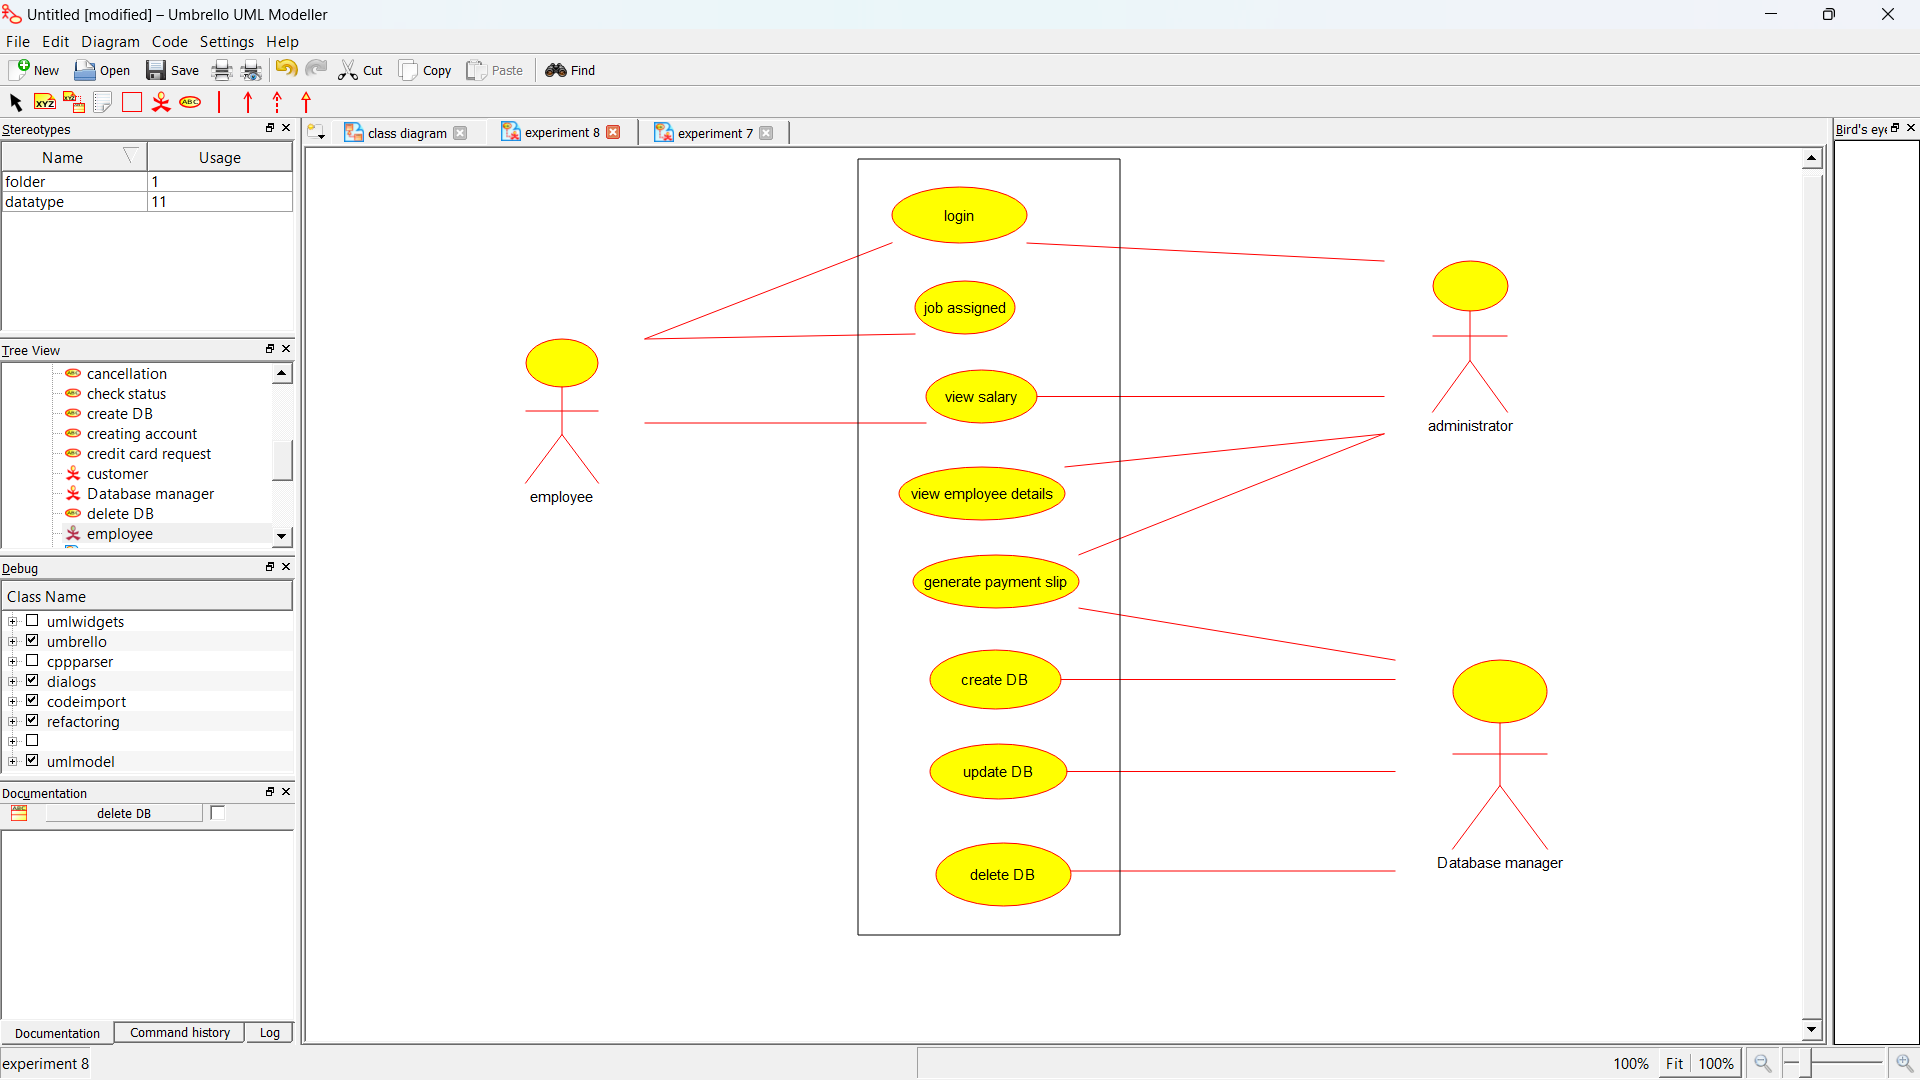 Untitled [modified] – Umbrello UML Modeller
File Edit Diagram Code Settings Help
New Open Save Cut Copy Paste Find
XYZ XYZ ABC
Stereotypes
Name Usage
folder 1
datatype 11
Tree View
cancellation
check status
create DB
creating account
credit card request
customer
Database manager
delete DB
employee
Debug
Class Name
umlwidgets
umbrello
cppparser
dialogs
codeimport
refactoring
umlmodel
Documentation
delete DB
Documentation Command history Log
experiment 8
class diagram experiment 8 experiment 7
login
job assigned
view salary
view employee details
generate payment slip
create DB
update DB
delete DB
employee
administrator
Database manager
Bird's eye
100% Fit 100%